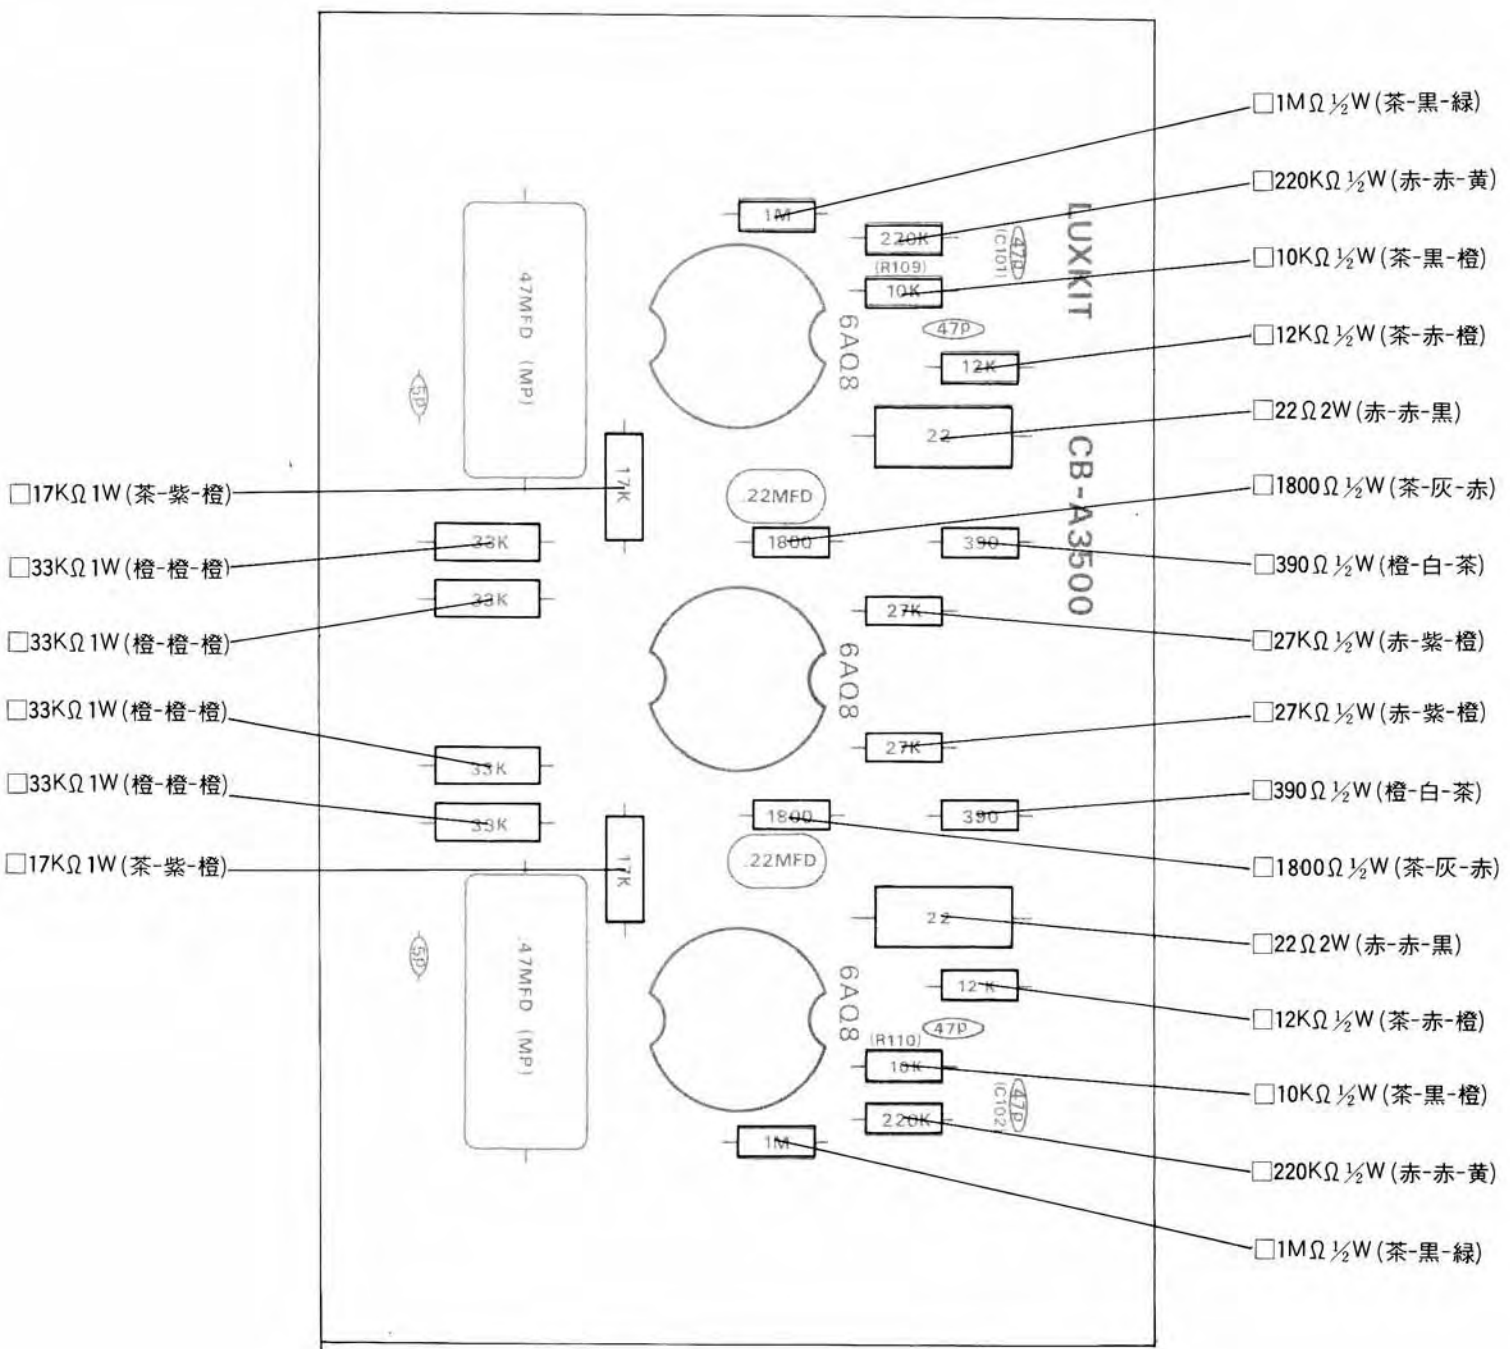 □17KΩ 1W (茶-紫-橙)
□33KΩ 1W (橙-橙-橙)
□33KΩ 1W (橙-橙-橙)
□33KΩ 1W (橙-橙-橙)
□33KΩ 1W (橙-橙-橙)
□17KΩ 1W (茶-紫-橙)
1M
220K
(R109)
10K
47P
(C101)
47P
12K
22
.22MFD
1800
390
27K
27K
1800
390
.22MFD
22
12K
47P
(R110)
10K
220K
47P
(C102)
1M
47MFD (MP)
5P
17K
33K
33K
33K
33K
17K
.47MFD (MP)
5P
6AQ8
6AQ8
6AQ8
LUXKIT CB-A3500
□1MΩ ½W (茶-黒-緑)
□220KΩ ½W (赤-赤-黄)
□10KΩ ½W (茶-黒-橙)
□12KΩ ½W (茶-赤-橙)
□22Ω 2W (赤-赤-黒)
□1800Ω ½W (茶-灰-赤)
□390Ω ½W (橙-白-茶)
□27KΩ ½W (赤-紫-橙)
□27KΩ ½W (赤-紫-橙)
□390Ω ½W (橙-白-茶)
□1800Ω ½W (茶-灰-赤)
□22Ω 2W (赤-赤-黒)
□12KΩ ½W (茶-赤-橙)
□10KΩ ½W (茶-黒-橙)
□220KΩ ½W (赤-赤-黄)
□1MΩ ½W (茶-黒-緑)